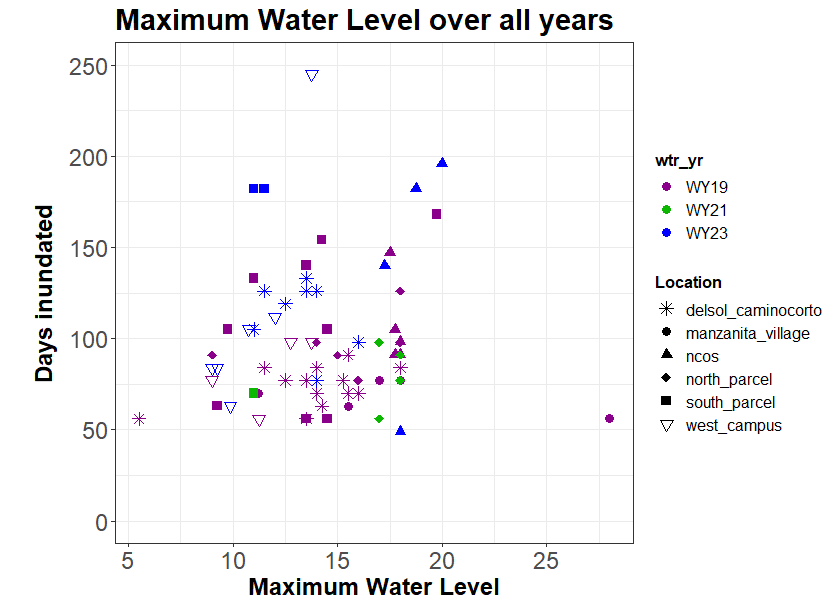 Maximum Water Level over all years
Days inundated
250
200
150
100
50
0
5 10 15 20 25
Maximum Water Level
wtr_yr
WY19
WY21
WY23
Location
delsol_caminocorto
manzanita_village
ncos
north_parcel
south_parcel
west_campus